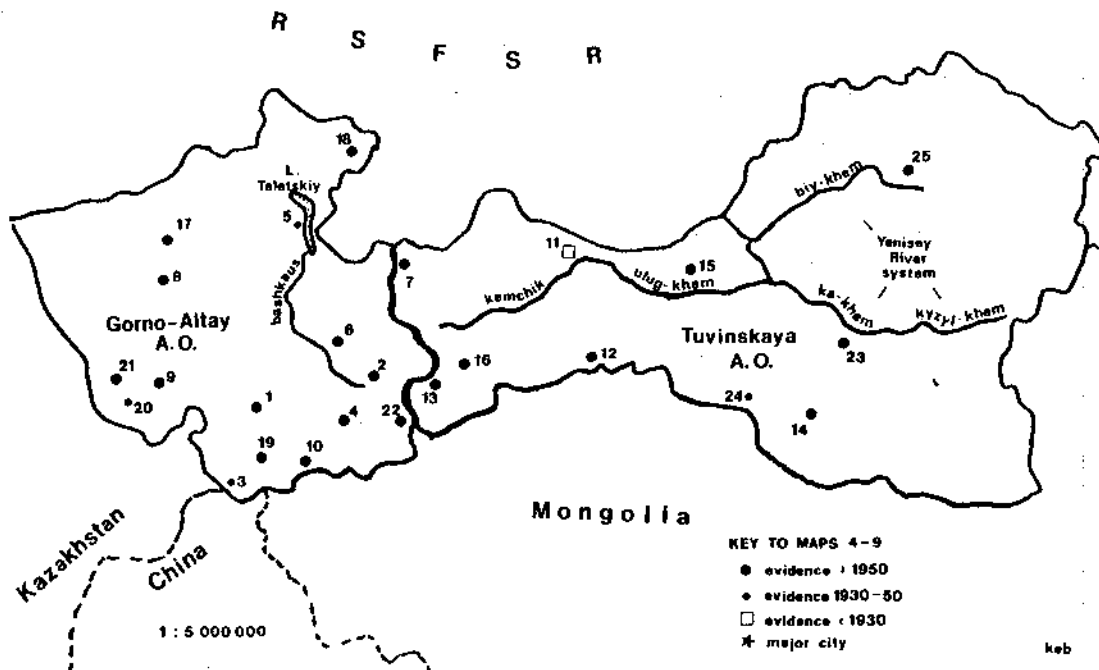 R S F S R
18
L.
Teletskiy
5
17
8
bashkaus
Gorno-Altay
A.O.
6
2
21
9
20
1
4
22
19
10
3
7
11
kemchik
ulug-khem
15
biy-khem
25
Yenisey
River
system
ka-khem
kyzyl-khem
Tuvinskaya
A.O.
23
16
12
13
24
14
Mongolia
Kazakhstan
China
1 : 5 000 000
KEY TO MAPS 4-9
evidence › 1950
evidence 1930-50
evidence ‹ 1930
major city
keb